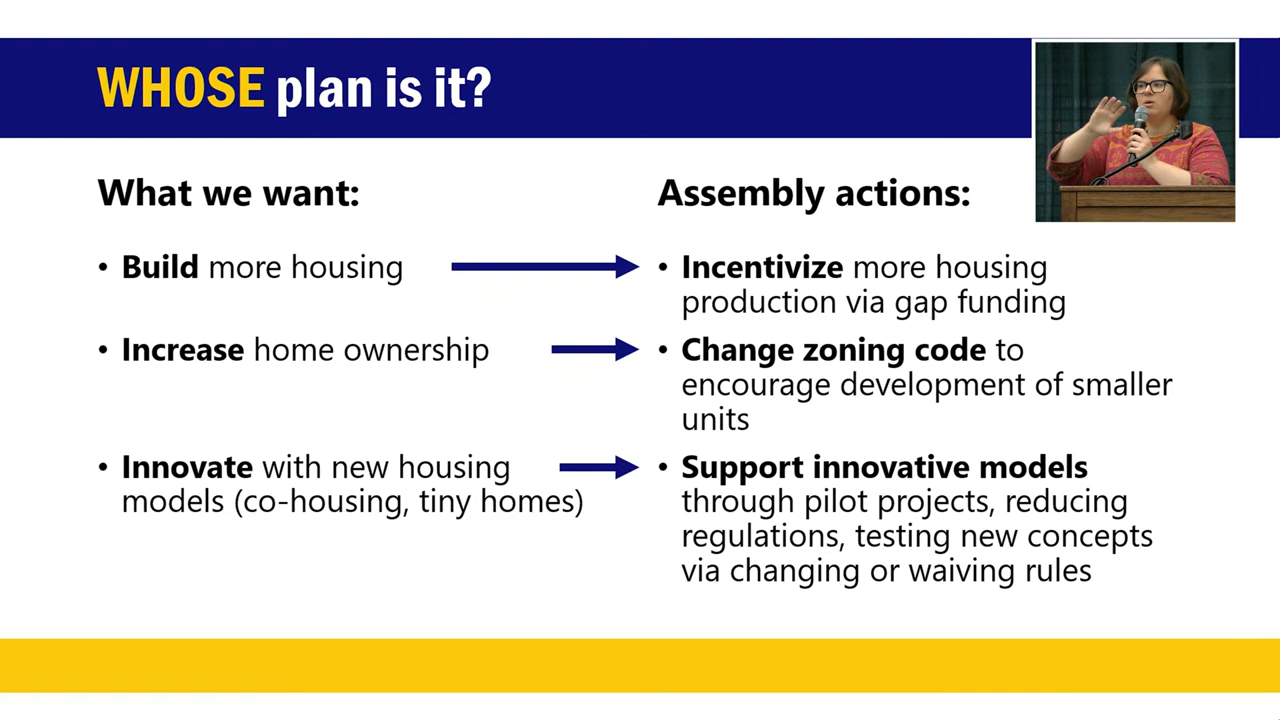 WHOSE plan is it?
What we want:
• Build more housing
• Increase home ownership
• Innovate with new housing
models (co-housing, tiny homes)
Assembly actions:
• Incentivize more housing
production via gap funding
• Change zoning code to
encourage development of smaller
units
• Support innovative models
through pilot projects, reducing
regulations, testing new concepts
via changing or waiving rules